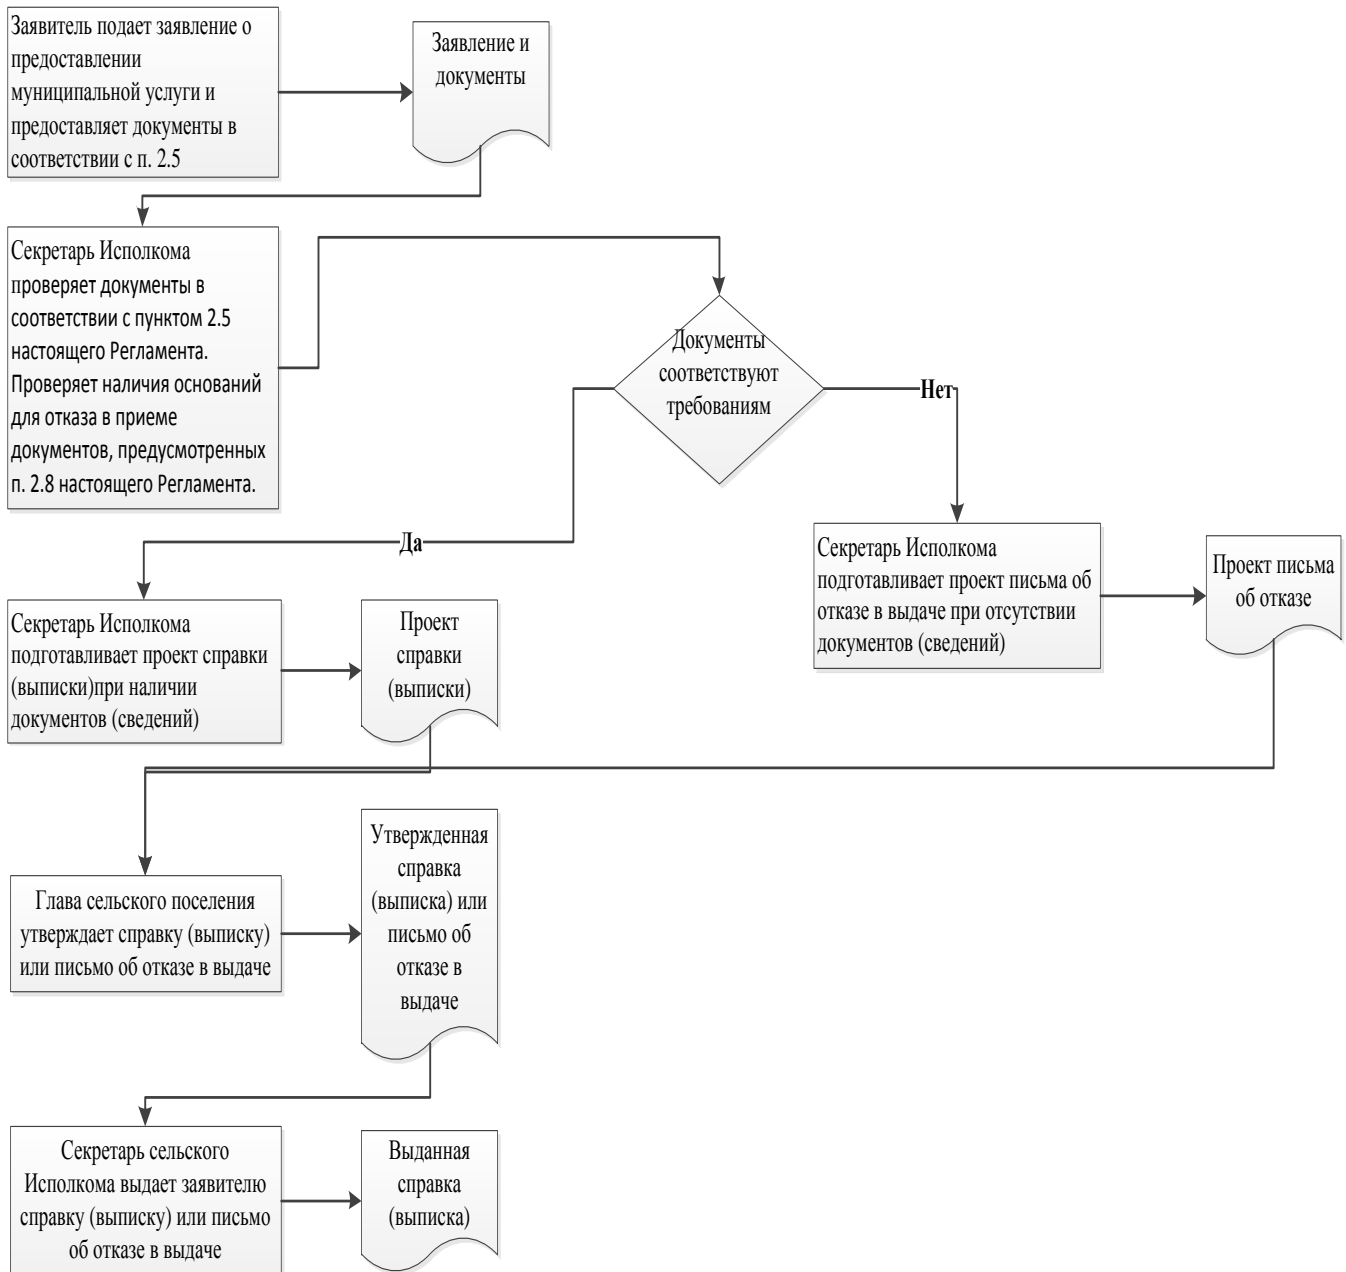 Заявитель подает заявление о
предоставлении
муниципальной услуги и
предоставляет документы в
соответствии с п. 2.5
Заявление и
документы
Секретарь Исполкома
проверяет документы в
соответствии с пунктом 2.5
настоящего Регламента.
Проверяет наличия оснований
для отказа в приеме
документов, предусмотренных
п. 2.8 настоящего Регламента.
Документы
соответствуют
требованиям
Нет
Да
Секретарь Исполкома
подготавливает проект письма об
отказе в выдаче при отсутствии
документов (сведений)
Проект письма
об отказе
Секретарь Исполкома
подготавливает проект справки
(выписки)при наличии
документов (сведений)
Проект
справки
(выписки)
Глава сельского поселения
утверждает справку (выписку)
или письмо об отказе в выдаче
Утвержденная
справка
(выписка) или
письмо об
отказе в
выдаче
Секретарь сельского
Исполкома выдает заявителю
справку (выписку) или письмо
об отказе в выдаче
Выданная
справка
(выписка)